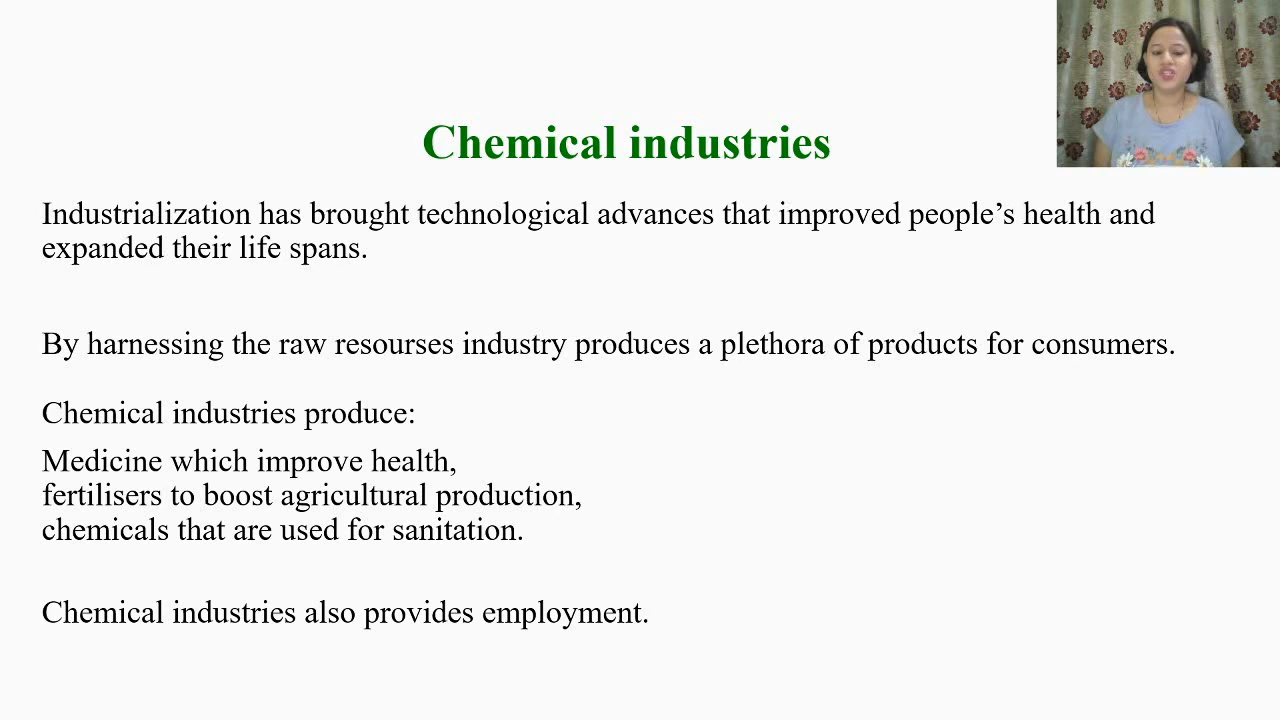 Chemical industries
Industrialization has brought technological advances that improved people’s health and
expanded their life spans.
By harnessing the raw resourses industry produces a plethora of products for consumers.
Chemical industries produce:
Medicine which improve health,
fertilisers to boost agricultural production,
chemicals that are used for sanitation.
Chemical industries also provides employment.